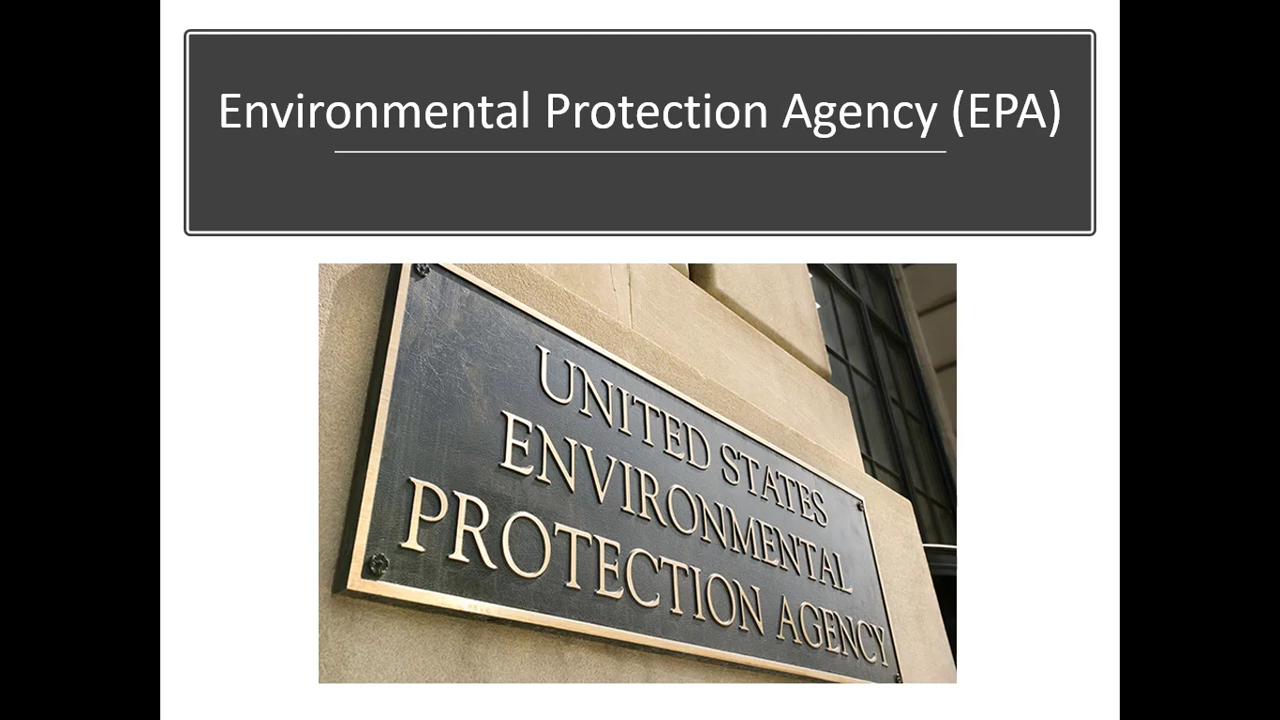 Environmental Protection Agency (EPA)
UNITED STATES
ENVIRONMENTAL
PROTECTION AGENCY